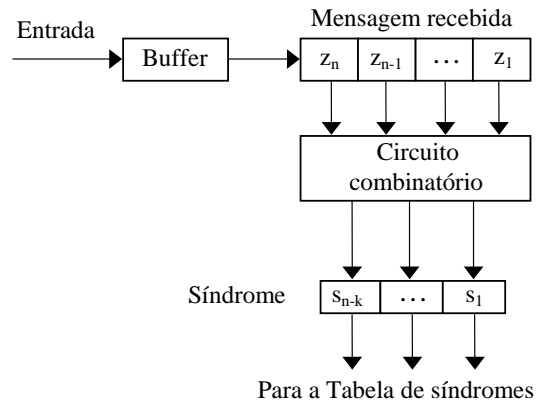 Mensagem recebida
Entrada
Buffer
zn zn-1 ... z1
Circuito
combinatório
Síndrome
sn-k ... s1
Para a Tabela de síndromes